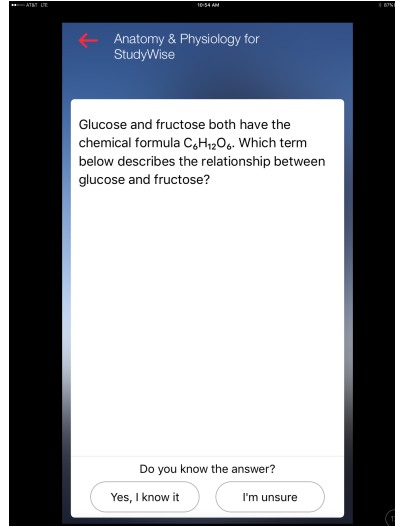 AT&T LTE
10:54 AM
87%
Anatomy & Physiology for
StudyWise
Glucose and fructose both have the
chemical formula C₆H₁₂O₆. Which term
below describes the relationship between
glucose and fructose?
Do you know the answer?
Yes, I know it
I'm unsure